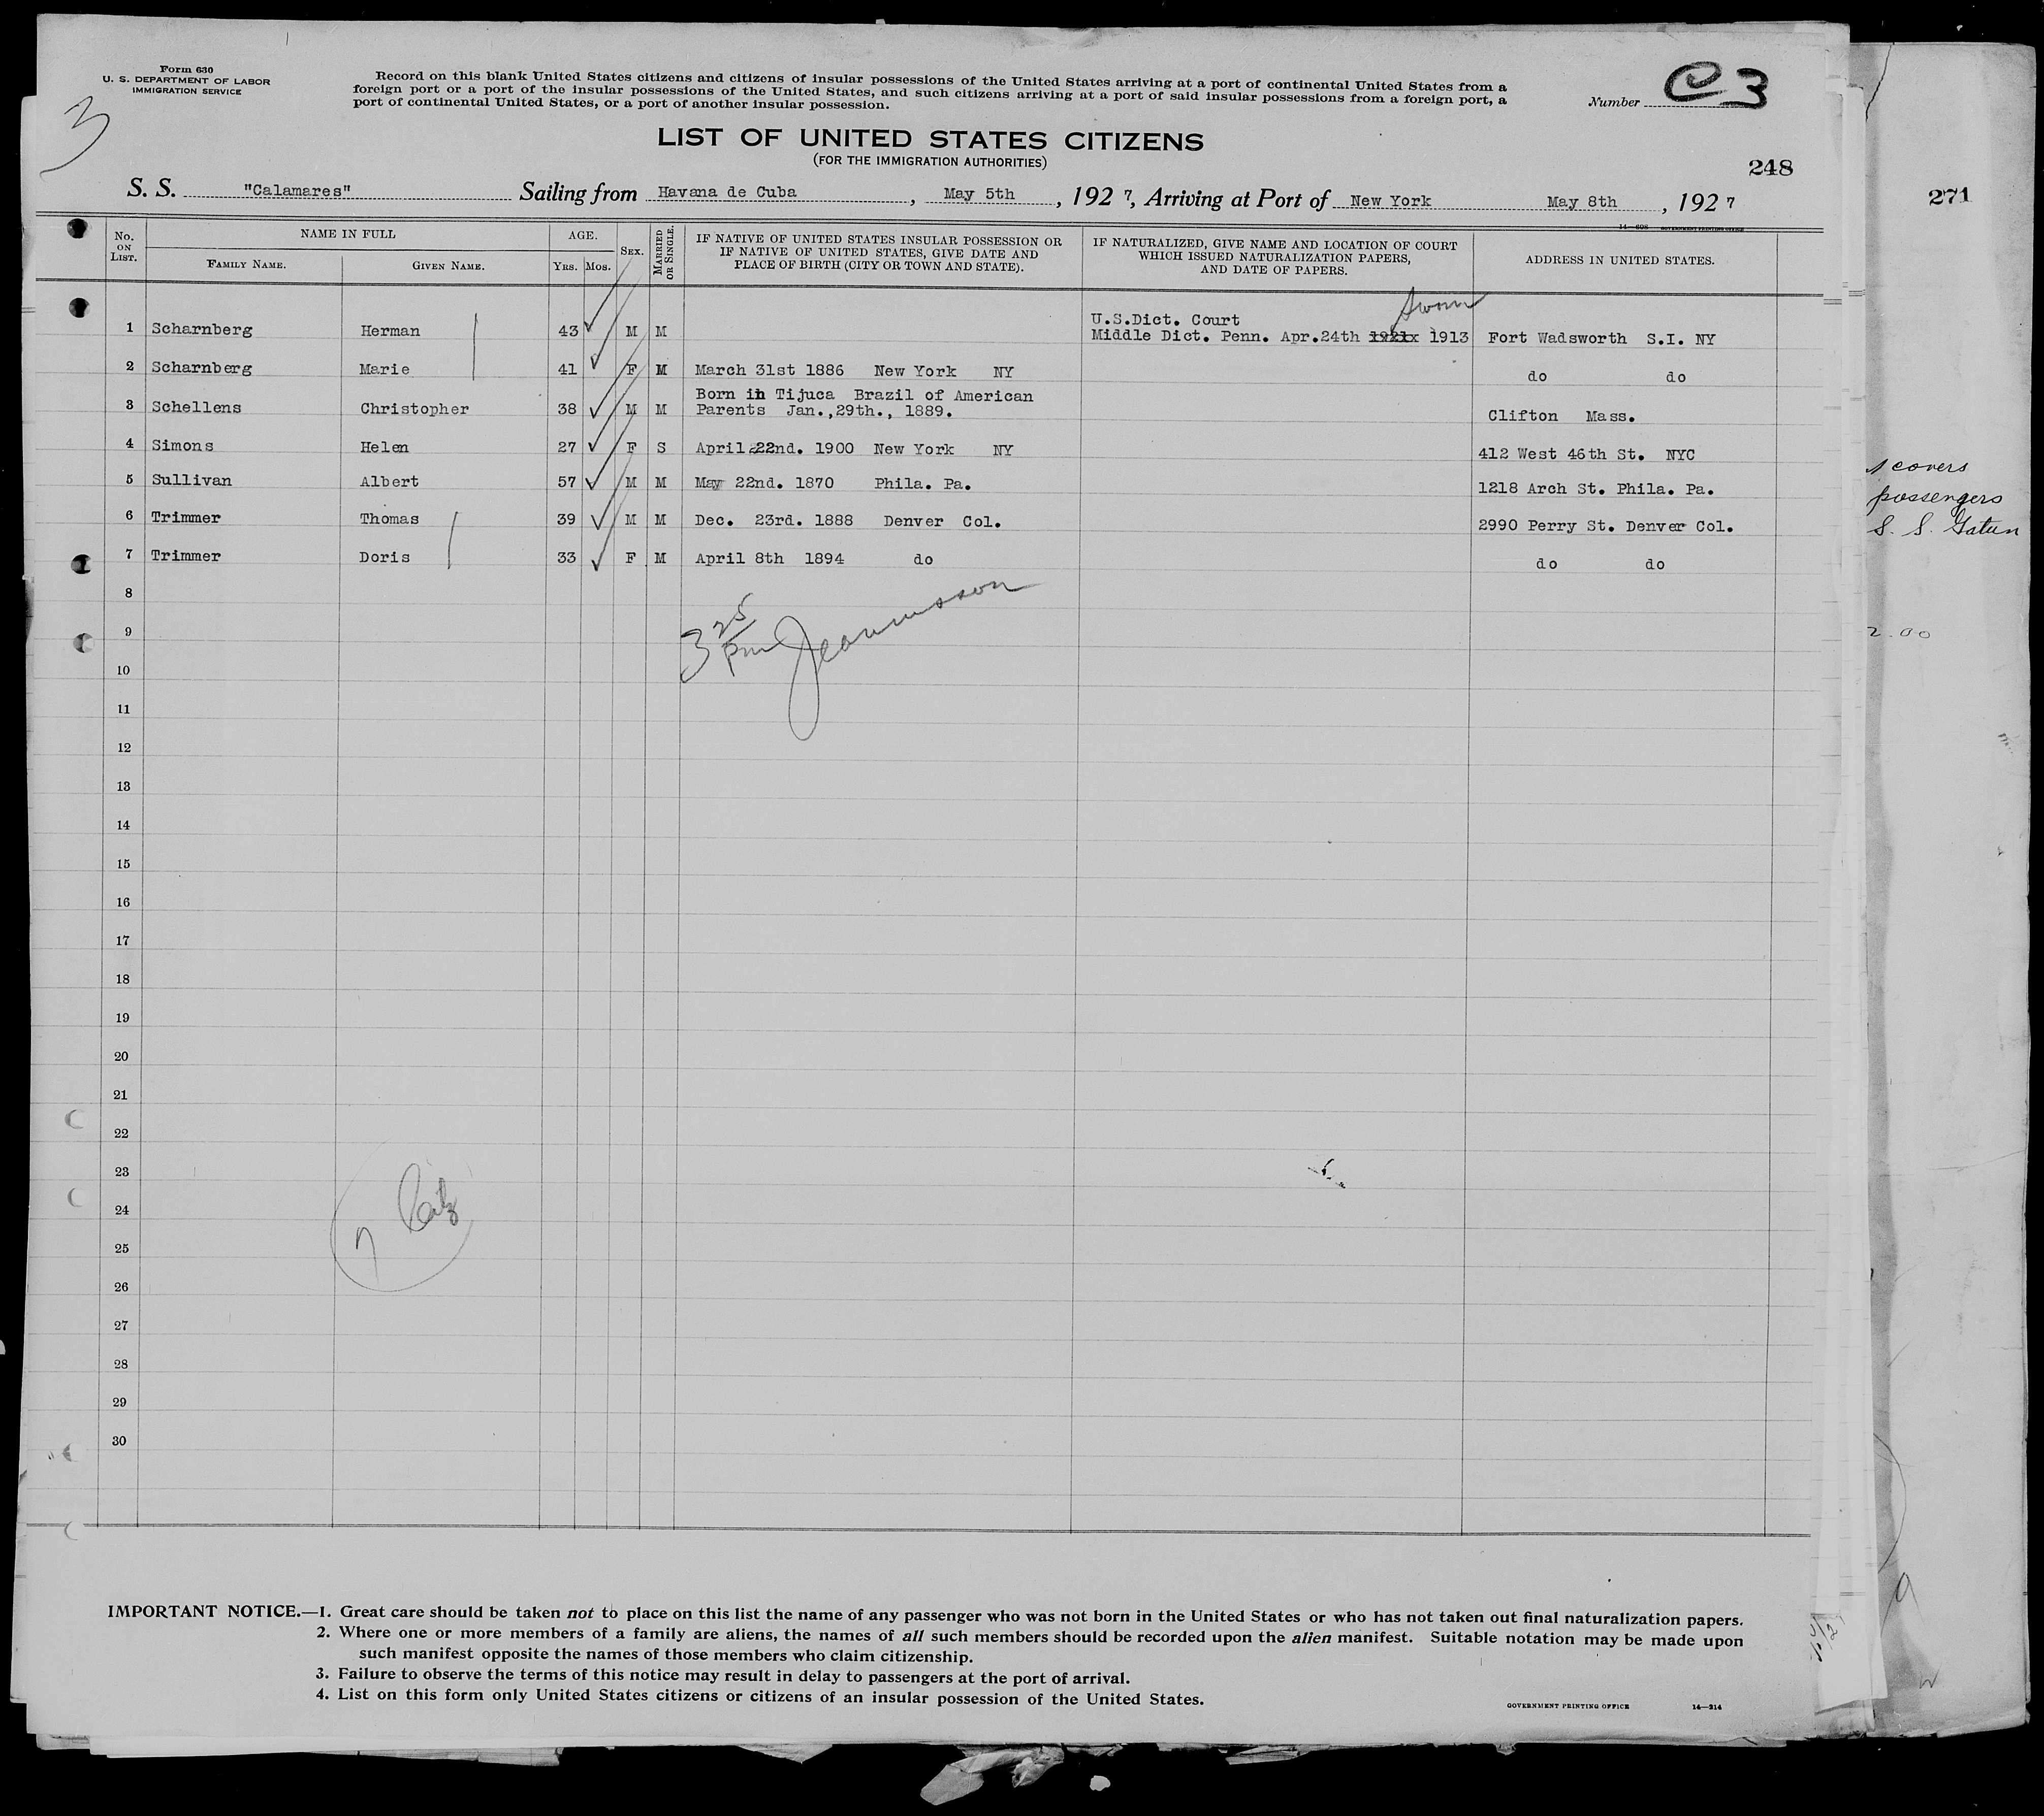 Form 630
U. S. DEPARTMENT OF LABOR
IMMIGRATION SERVICE
3
Record on this blank United States citizens and citizens of insular possessions of the United States arriving at a port of continental United States from a
foreign port or a port of the insular possessions of the United States, and such citizens arriving at a port of said insular possessions from a foreign port, a
port of continental United States, or a port of another insular possession.
Number C 3
LIST OF UNITED STATES CITIZENS
(FOR THE IMMIGRATION AUTHORITIES)
248
271
S. S. "Calamares" Sailing from Havana de Cuba, May 5th, 1927, Arriving at Port of New York May 8th, 1927
No. ON LIST. NAME IN FULL FAMILY NAME. GIVEN NAME. AGE. YRS. MOS. SEX. MARRIED OR SINGLE. IF NATIVE OF UNITED STATES INSULAR POSSESSION OR IF NATIVE OF UNITED STATES, GIVE DATE AND PLACE OF BIRTH (CITY OR TOWN AND STATE). IF NATURALIZED, GIVE NAME AND LOCATION OF COURT WHICH ISSUED NATURALIZATION PAPERS, AND DATE OF PAPERS. ADDRESS IN UNITED STATES.
Sworn
U.S.Dict. Court
1 Scharnberg Herman 43 M M Middle Dict. Penn. Apr.24th 1921x 1913 Fort Wadsworth S.I. NY
2 Scharnberg Marie 41 F M March 31st 1886 New York NY do do
Born in Tijuca Brazil of American
3 Schellens Christopher 38 M M Parents Jan.,29th., 1889. Clifton Mass.
4 Simons Helen 27 F S April 22nd. 1900 New York NY 412 West 46th St. NYC
5 Sullivan Albert 57 M M May 22nd. 1870 Phila. Pa. 1218 Arch St. Phila. Pa.
6 Trimmer Thomas 39 M M Dec. 23rd. 1888 Denver Col. 2990 Perry St. Denver Col.
7 Trimmer Doris 33 F M April 8th 1894 do do do
covers
passengers
S. S. Gatun
2.00
8
3 25 pm
9
10
11
12
13
14
15
16
17
18
19
20
21
22
23
24
7
25
26
27
28
29
30
IMPORTANT NOTICE.—1. Great care should be taken not to place on this list the name of any passenger who was not born in the United States or who has not taken out final naturalization papers.
2. Where one or more members of a family are aliens, the names of all such members should be recorded upon the alien manifest. Suitable notation may be made upon
such manifest opposite the names of those members who claim citizenship.
3. Failure to observe the terms of this notice may result in delay to passengers at the port of arrival.
4. List on this form only United States citizens or citizens of an insular possession of the United States.
GOVERNMENT PRINTING OFFICE 14—214